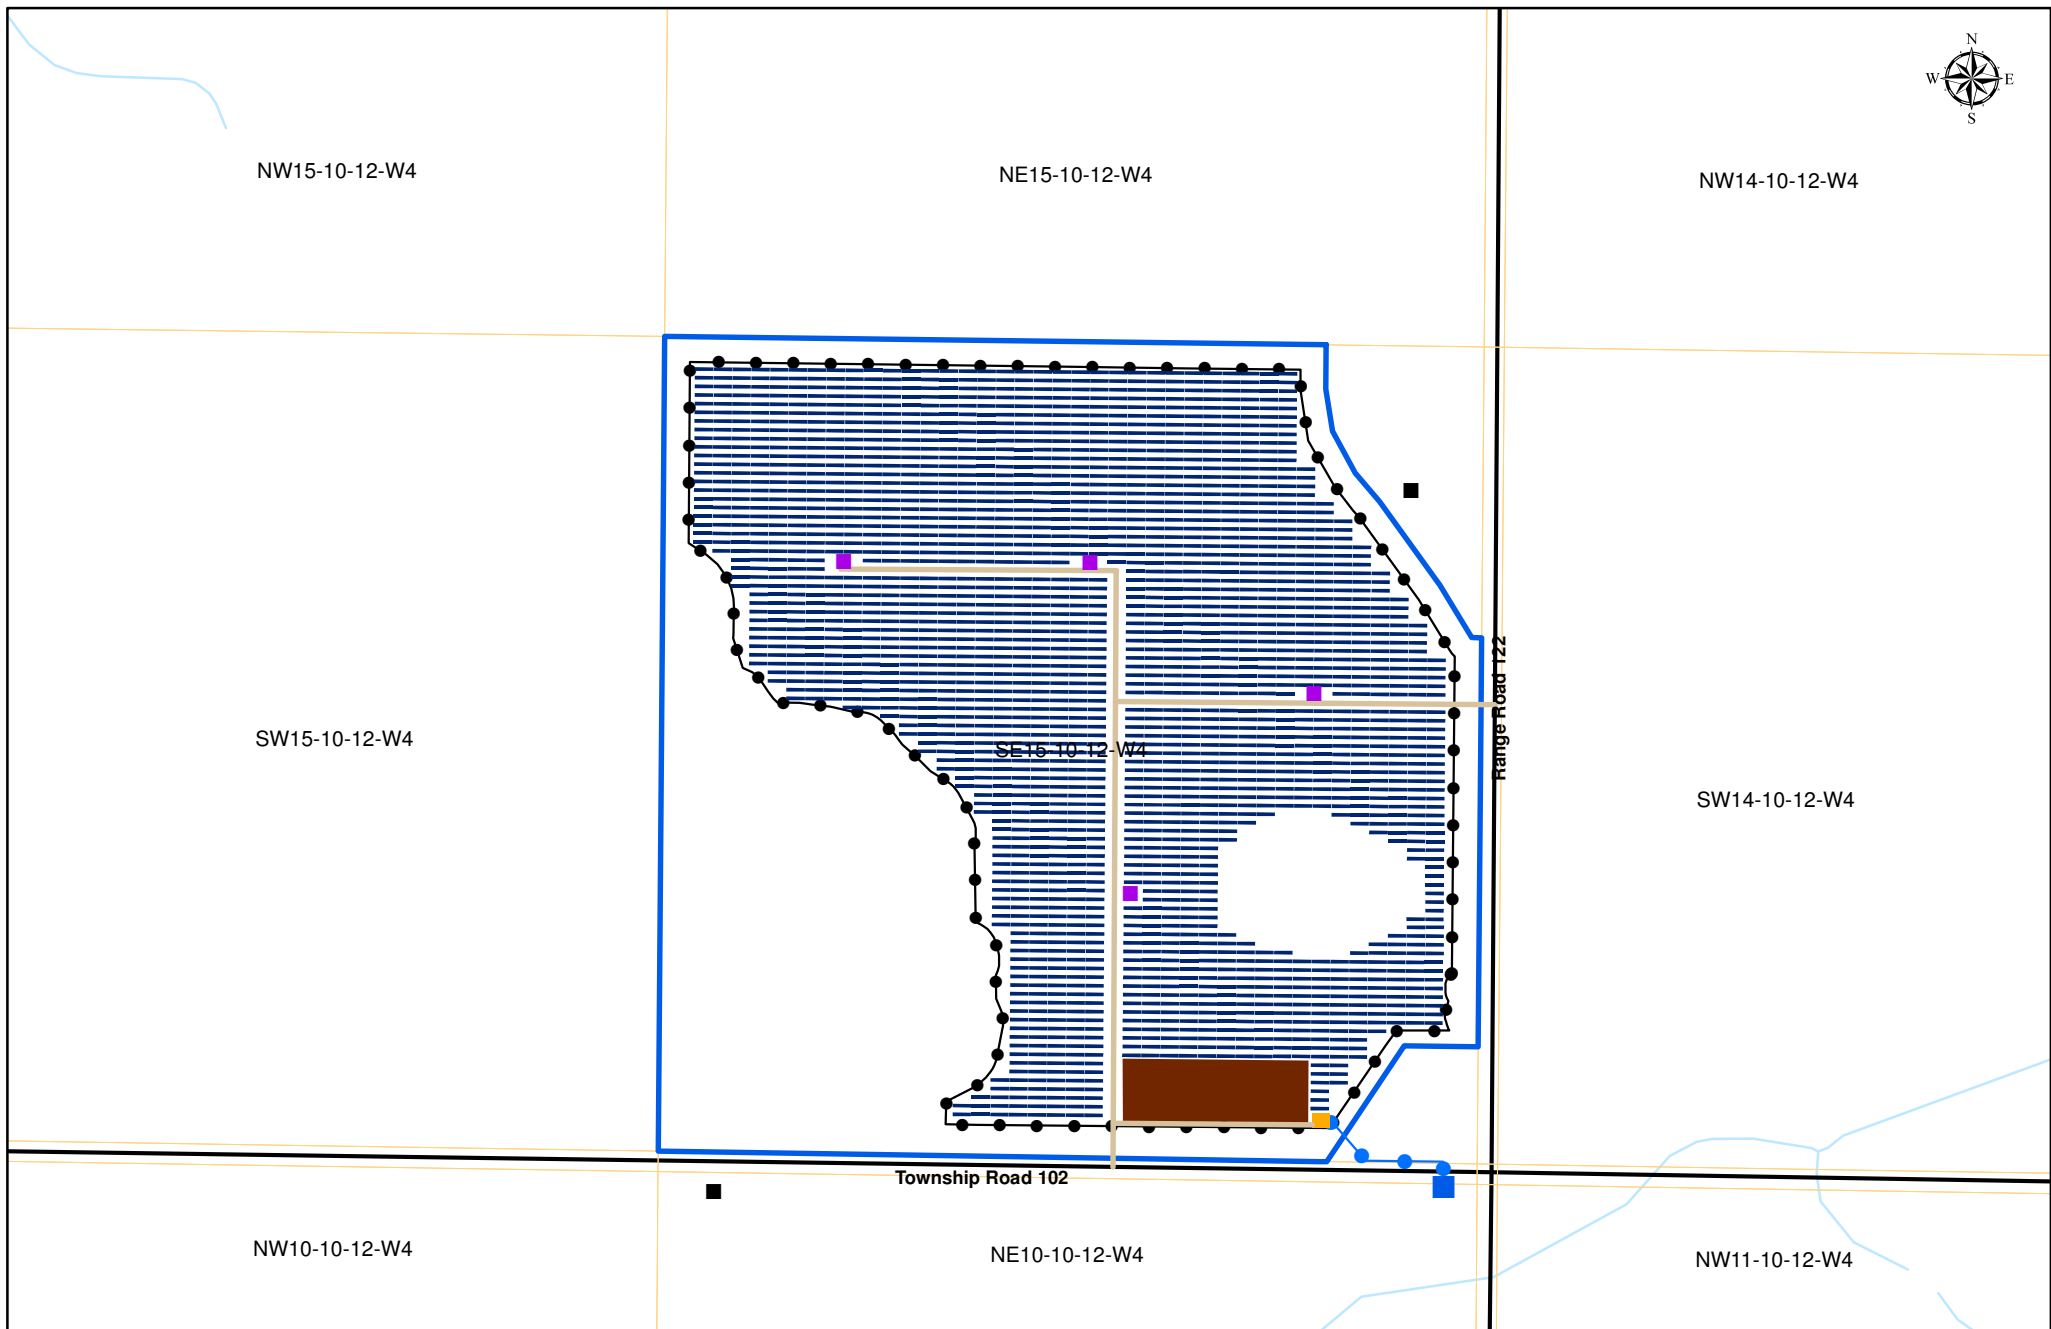 N
W E
S
NW15-10-12-W4
NE15-10-12-W4
NW14-10-12-W4
SW15-10-12-W4
SE15-10-12-W4
Range Road 122
SW14-10-12-W4
Township Road 102
NW10-10-12-W4
NE10-10-12-W4
NW11-10-12-W4